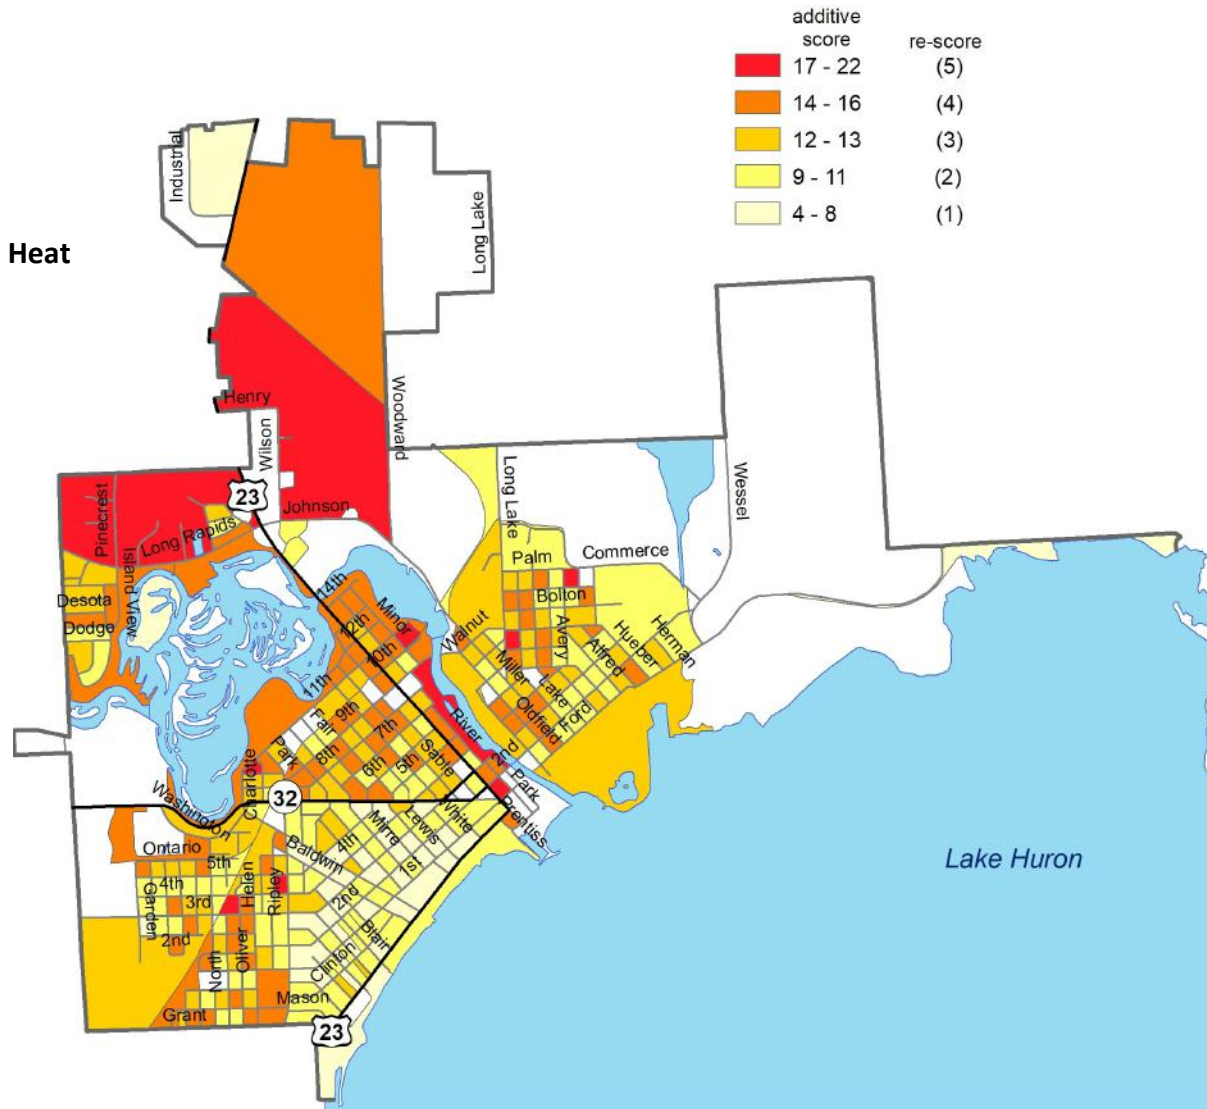 additive
score re-score
17 - 22 (5)
14 - 16 (4)
12 - 13 (3)
9 - 11 (2)
4 - 8 (1)
Heat
Industrial
Long Lake
Henry
Wilson
Woodward
23
Johnson
Pinecrest
Long Rapids
Island View
Long Lake
Wessel
Palm
Commerce
Desota
Dodge
14th
Minor
12th
10th
11th
Bolton
Avery
Walnut
Alfred
Hueber
Herman
Miller
Lake
Oldfield
Ford
Fair
9th
Park
8th
7th
6th
5th
Sable
River
2nd
Park
Prentiss
Charlotte
32
Washington
White
Lewis
Mirre
4th
1st
Baldwin
Ontario
5th
4th
3rd
Garden
2nd
Helen
Ripley
2nd
Blair
Clinton
North
Oliver
Mason
Grant
23
Lake Huron